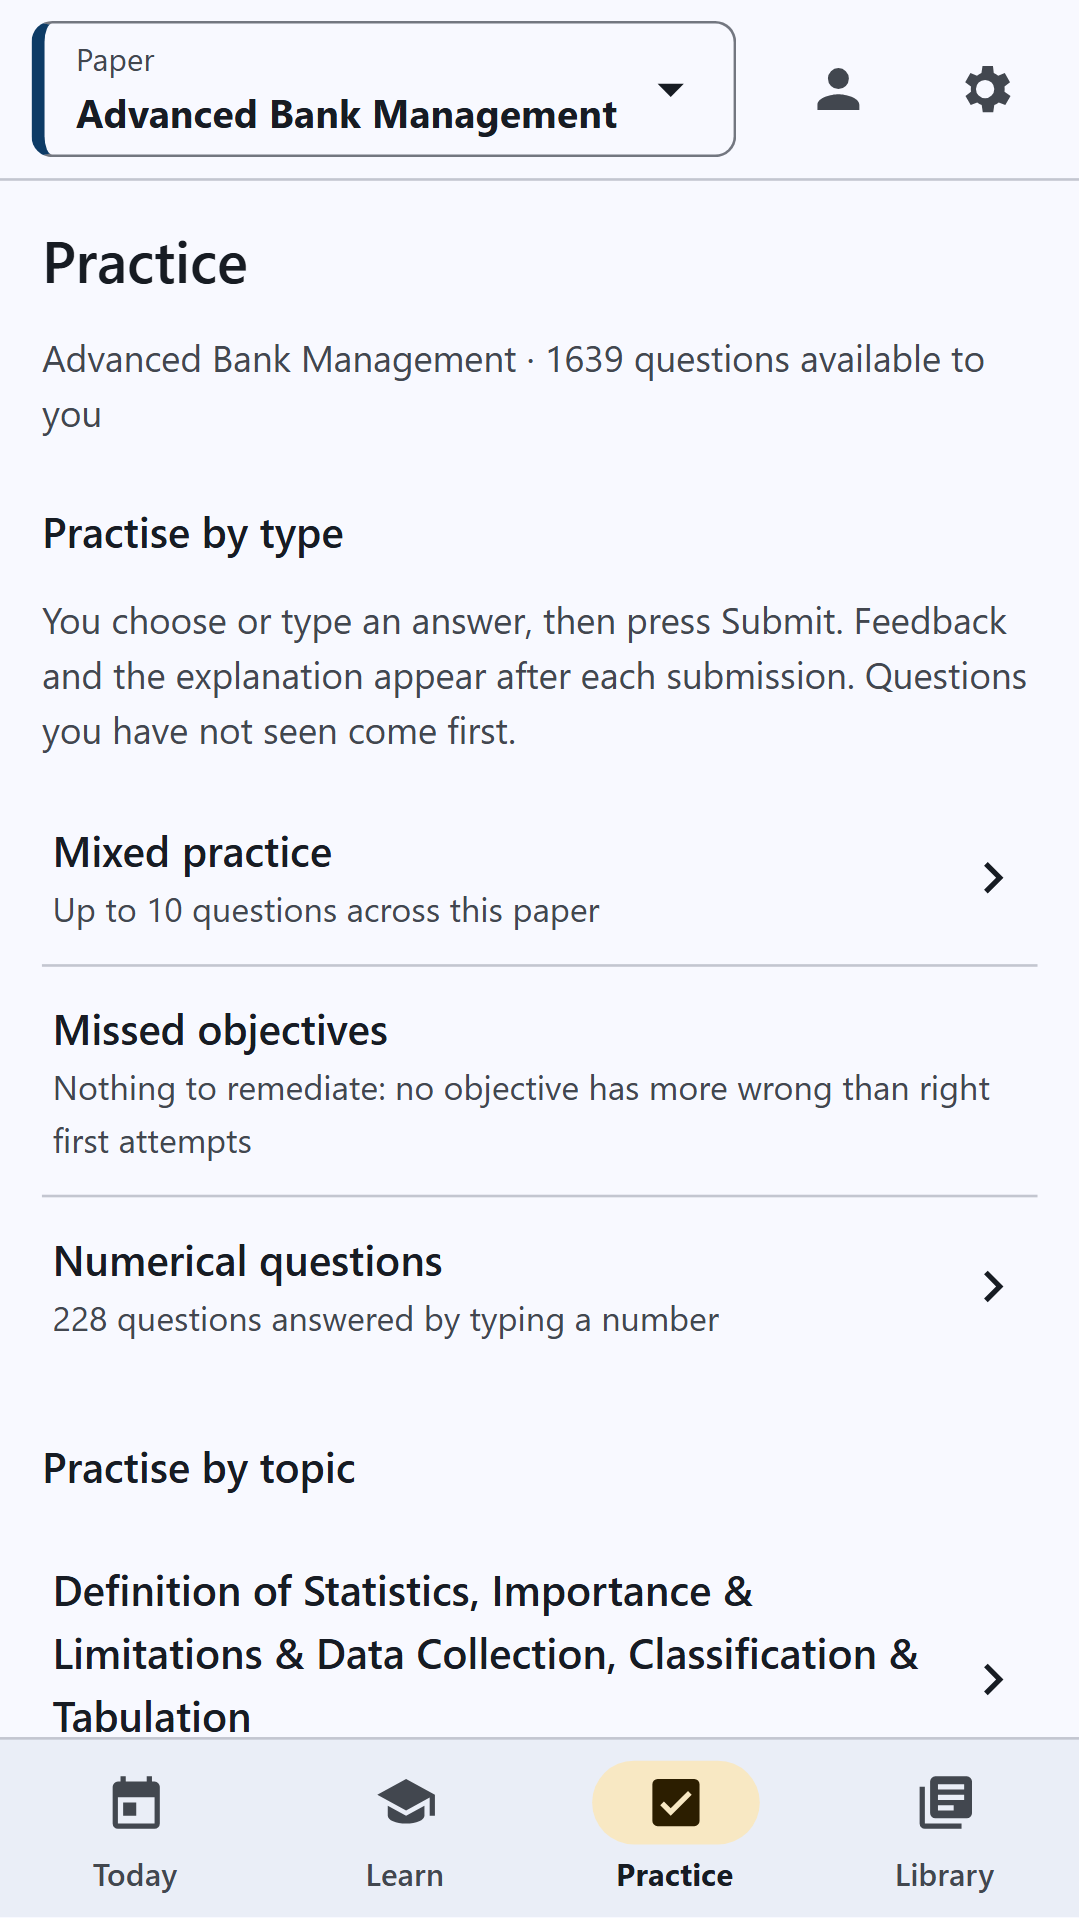 Paper
Advanced Bank Management
Practice
Advanced Bank Management · 1639 questions available to
you
Practise by type
You choose or type an answer, then press Submit. Feedback
and the explanation appear after each submission. Questions
you have not seen come first.
Mixed practice
Up to 10 questions across this paper
Missed objectives
Nothing to remediate: no objective has more wrong than right
first attempts
Numerical questions
228 questions answered by typing a number
Practise by topic
Definition of Statistics, Importance &
Limitations & Data Collection, Classification &
Tabulation
Today
Learn
Practice
Library